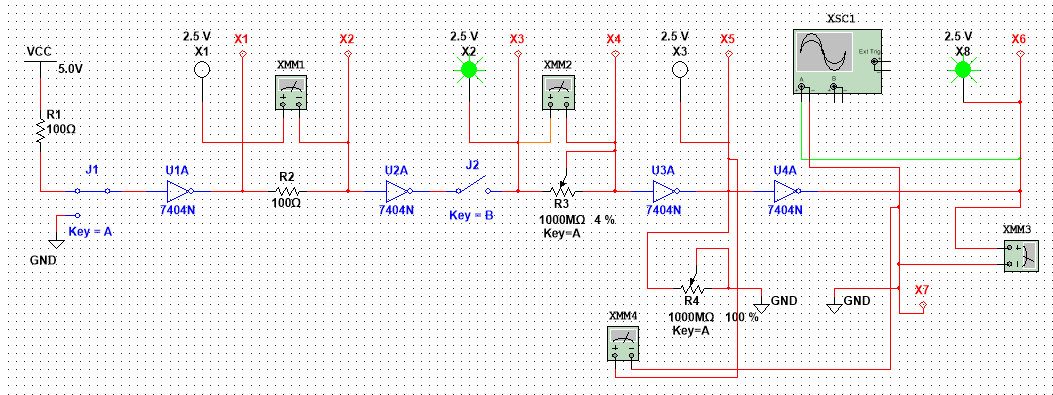 XSC1
2.5 V
X1
X1
X2
2.5 V
X2
X3
X4
2.5 V
X3
X5
2.5 V
X8
X6
VCC
5.0V
XMM1
XMM2
Ext Trig
A
B
R1
100Ω
J1
U1A
7404N
R2
100Ω
U2A
7404N
J2
Key = B
R3
1000MΩ 4 %
Key=A
U3A
7404N
U4A
7404N
Key = A
GND
XMM3
R4
1000MΩ 100 %
Key=A
GND
GND
X7
XMM4